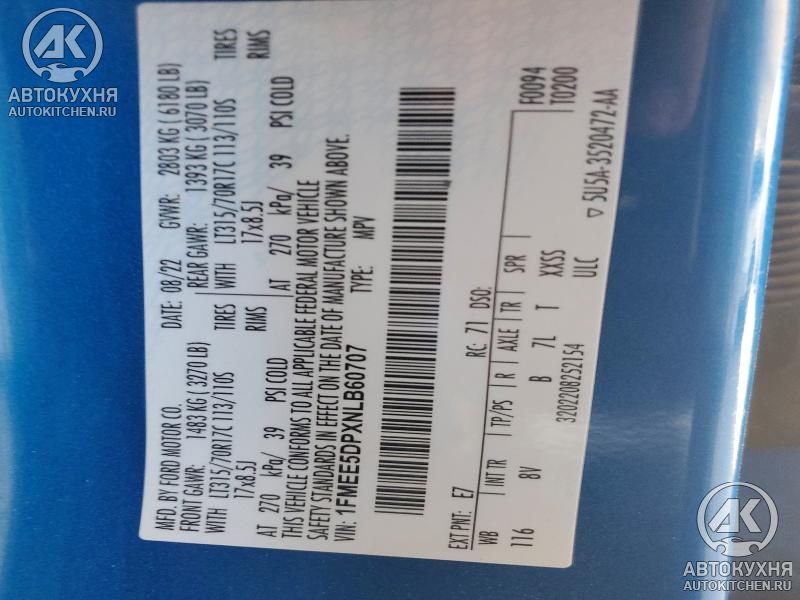 MFD. BY FORD MOTOR CO.
DATE: 08/22 GVWR: 2803 KG ( 6180 LB)
FRONT GAWR: 1483 KG ( 3270 LB)
REAR GAWR: 1393 KG ( 3070 LB)
WITH LT315/70R17C 113/110S TIRES
WITH LT315/70R17C 113/110S TIRES
17x8.5J RIMS
17x8.5J RIMS
AT 270 kPa/ 39 PSI COLD
AT 270 kPa/ 39 PSI COLD
THIS VEHICLE CONFORMS TO ALL APPLICABLE FEDERAL MOTOR VEHICLE
SAFETY STANDARDS IN EFFECT ON THE DATE OF MANUFACTURE SHOWN ABOVE.
VIN: 1FMEE5DPXNLB60707
TYPE: MPV
F0094
T0200
EXT PNT: E7 RC: 71 DSO:
WB INT TR TP/PS R AXLE TR SPR
116 8V B 7L T XXSS
3202208252154 ULC
▽ 5U5A-3520472-AA
АК
АВТОКУХНЯ
AUTOKITCHEN.RU
АК
АВТОКУХНЯ
AUTOKITCHEN.RU